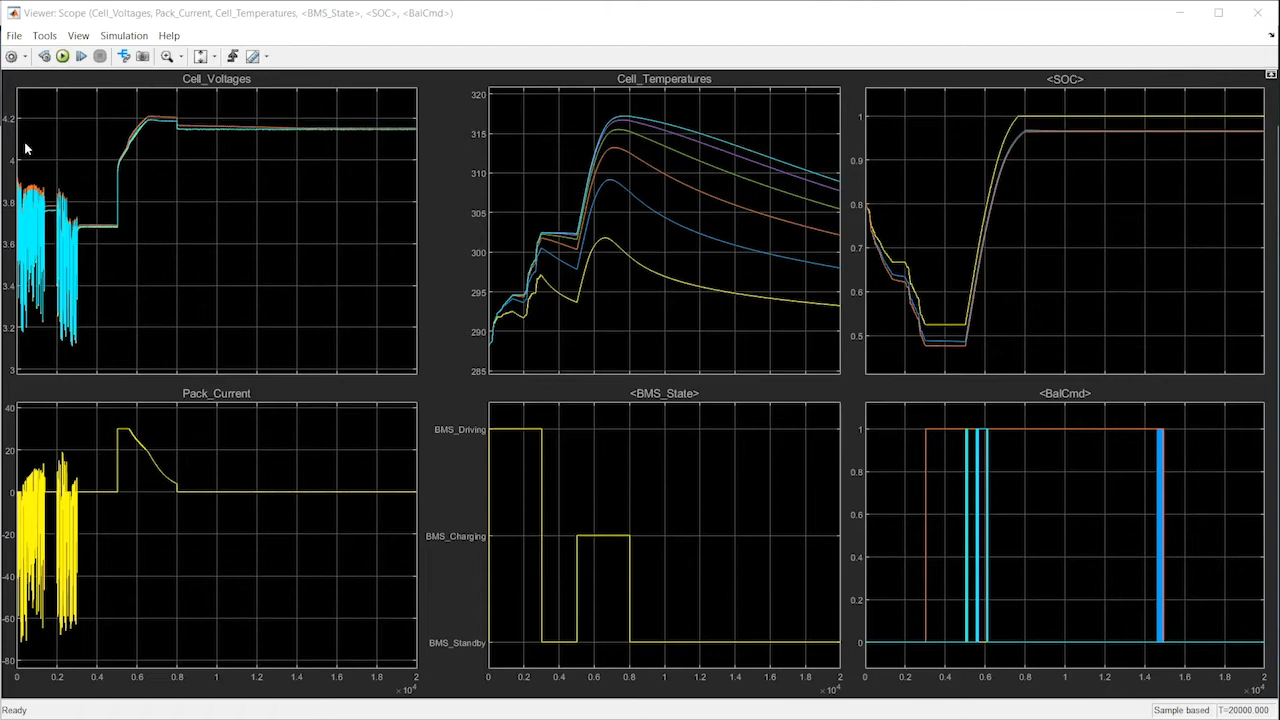 Viewer: Scope (Cell_Voltages, Pack_Current, Cell_Temperatures, <BMS_State>, <SOC>, <BalCmd>)
File Tools View Simulation Help
Cell_Voltages
4.2
4
3.8
3.6
3.4
3.2
3
Cell_Temperatures
320
315
310
305
300
295
290
285
<SOC>
1
0.9
0.8
0.7
0.6
0.5
Pack_Current
40
20
0
-20
-40
-60
-80
0 0.2 0.4 0.6 0.8 1 1.2 1.4 1.6 1.8 2
×10^4
<BMS_State>
BMS_Driving
BMS_Charging
BMS_Standby
0 0.2 0.4 0.6 0.8 1 1.2 1.4 1.6 1.8 2
×10^4
<BalCmd>
1
0.8
0.6
0.4
0.2
0
0 0.2 0.4 0.6 0.8 1 1.2 1.4 1.6 1.8 2
×10^4
Ready
Sample based T=20000.000